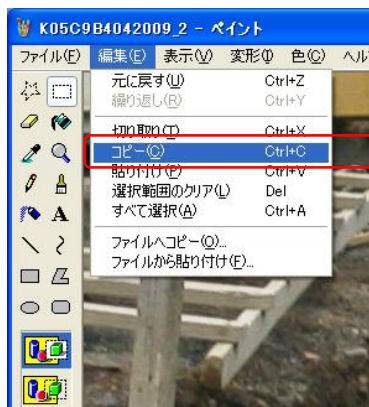 K05C9B4042009_2 - ペイント
ファイル(F) 編集(E) 表示(V) 変形(I) 色(C) ヘル
元に戻す(U) Ctrl+Z
繰り返し(R) Ctrl+Y
切り取り(T) Ctrl+X
コピー(C) Ctrl+C
貼り付け(P) Ctrl+V
選択範囲のクリア(L) Del
すべて選択(A) Ctrl+A
ファイルへコピー(O)...
ファイルから貼り付け(F)...
A